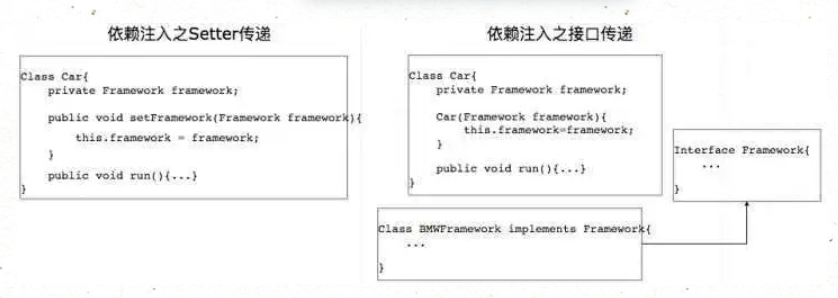 依赖注入之Setter传递
Class Car{
private Framework framework;
public void setFramework(Framework framework){
this.framework = framework;
}
public void run(){...}
}
依赖注入之接口传递
Class Car{
private Framework framework;
Car(Framework framework){
this.framework=framework;
}
public void run(){...}
}
Interface Framework{
...
}
Class BMWFramework implements Framework{
...
}